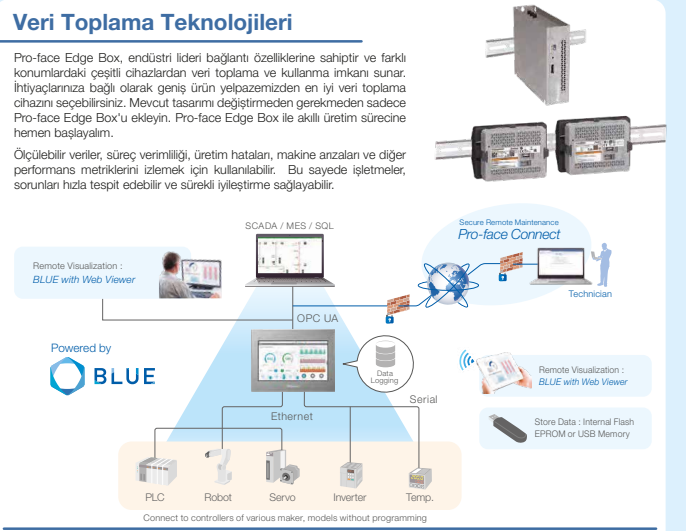 Veri Toplama Teknolojileri
Pro-face Edge Box, endüstri lideri bağlantı özelliklerine sahiptir ve farklı
konumlardaki çeşitli cihazlardan veri toplama ve kullanma imkanı sunar.
İhtiyaçlarınıza bağlı olarak geniş ürün yelpazemizden en iyi veri toplama
cihazını seçebilirsiniz. Mevcut tasarımı değiştirmeden gerekmeden sadece
Pro-face Edge Box'u ekleyin. Pro-face Edge Box ile akıllı üretim sürecine
hemen başlayalım.
Ölçülebilir veriler, süreç verimliliği, üretim hataları, makine arızaları ve diğer
performans metriklerini izlemek için kullanılabilir. Bu sayede işletmeler,
sorunları hızla tespit edebilir ve sürekli iyileştirme sağlayabilir.
SCADA / MES / SQL
Secure Remote Maintenance
Pro-face Connect
Remote Visualization :
BLUE with Web Viewer
Technician
OPC UA
Powered by
BLUE
Data
Logging
Remote Visualization :
BLUE with Web Viewer
Serial
Ethernet
Store Data : Internal Flash
EPROM or USB Memory
PLC
Robot
Servo
Inverter
Temp.
Connect to controllers of various maker, models without programming